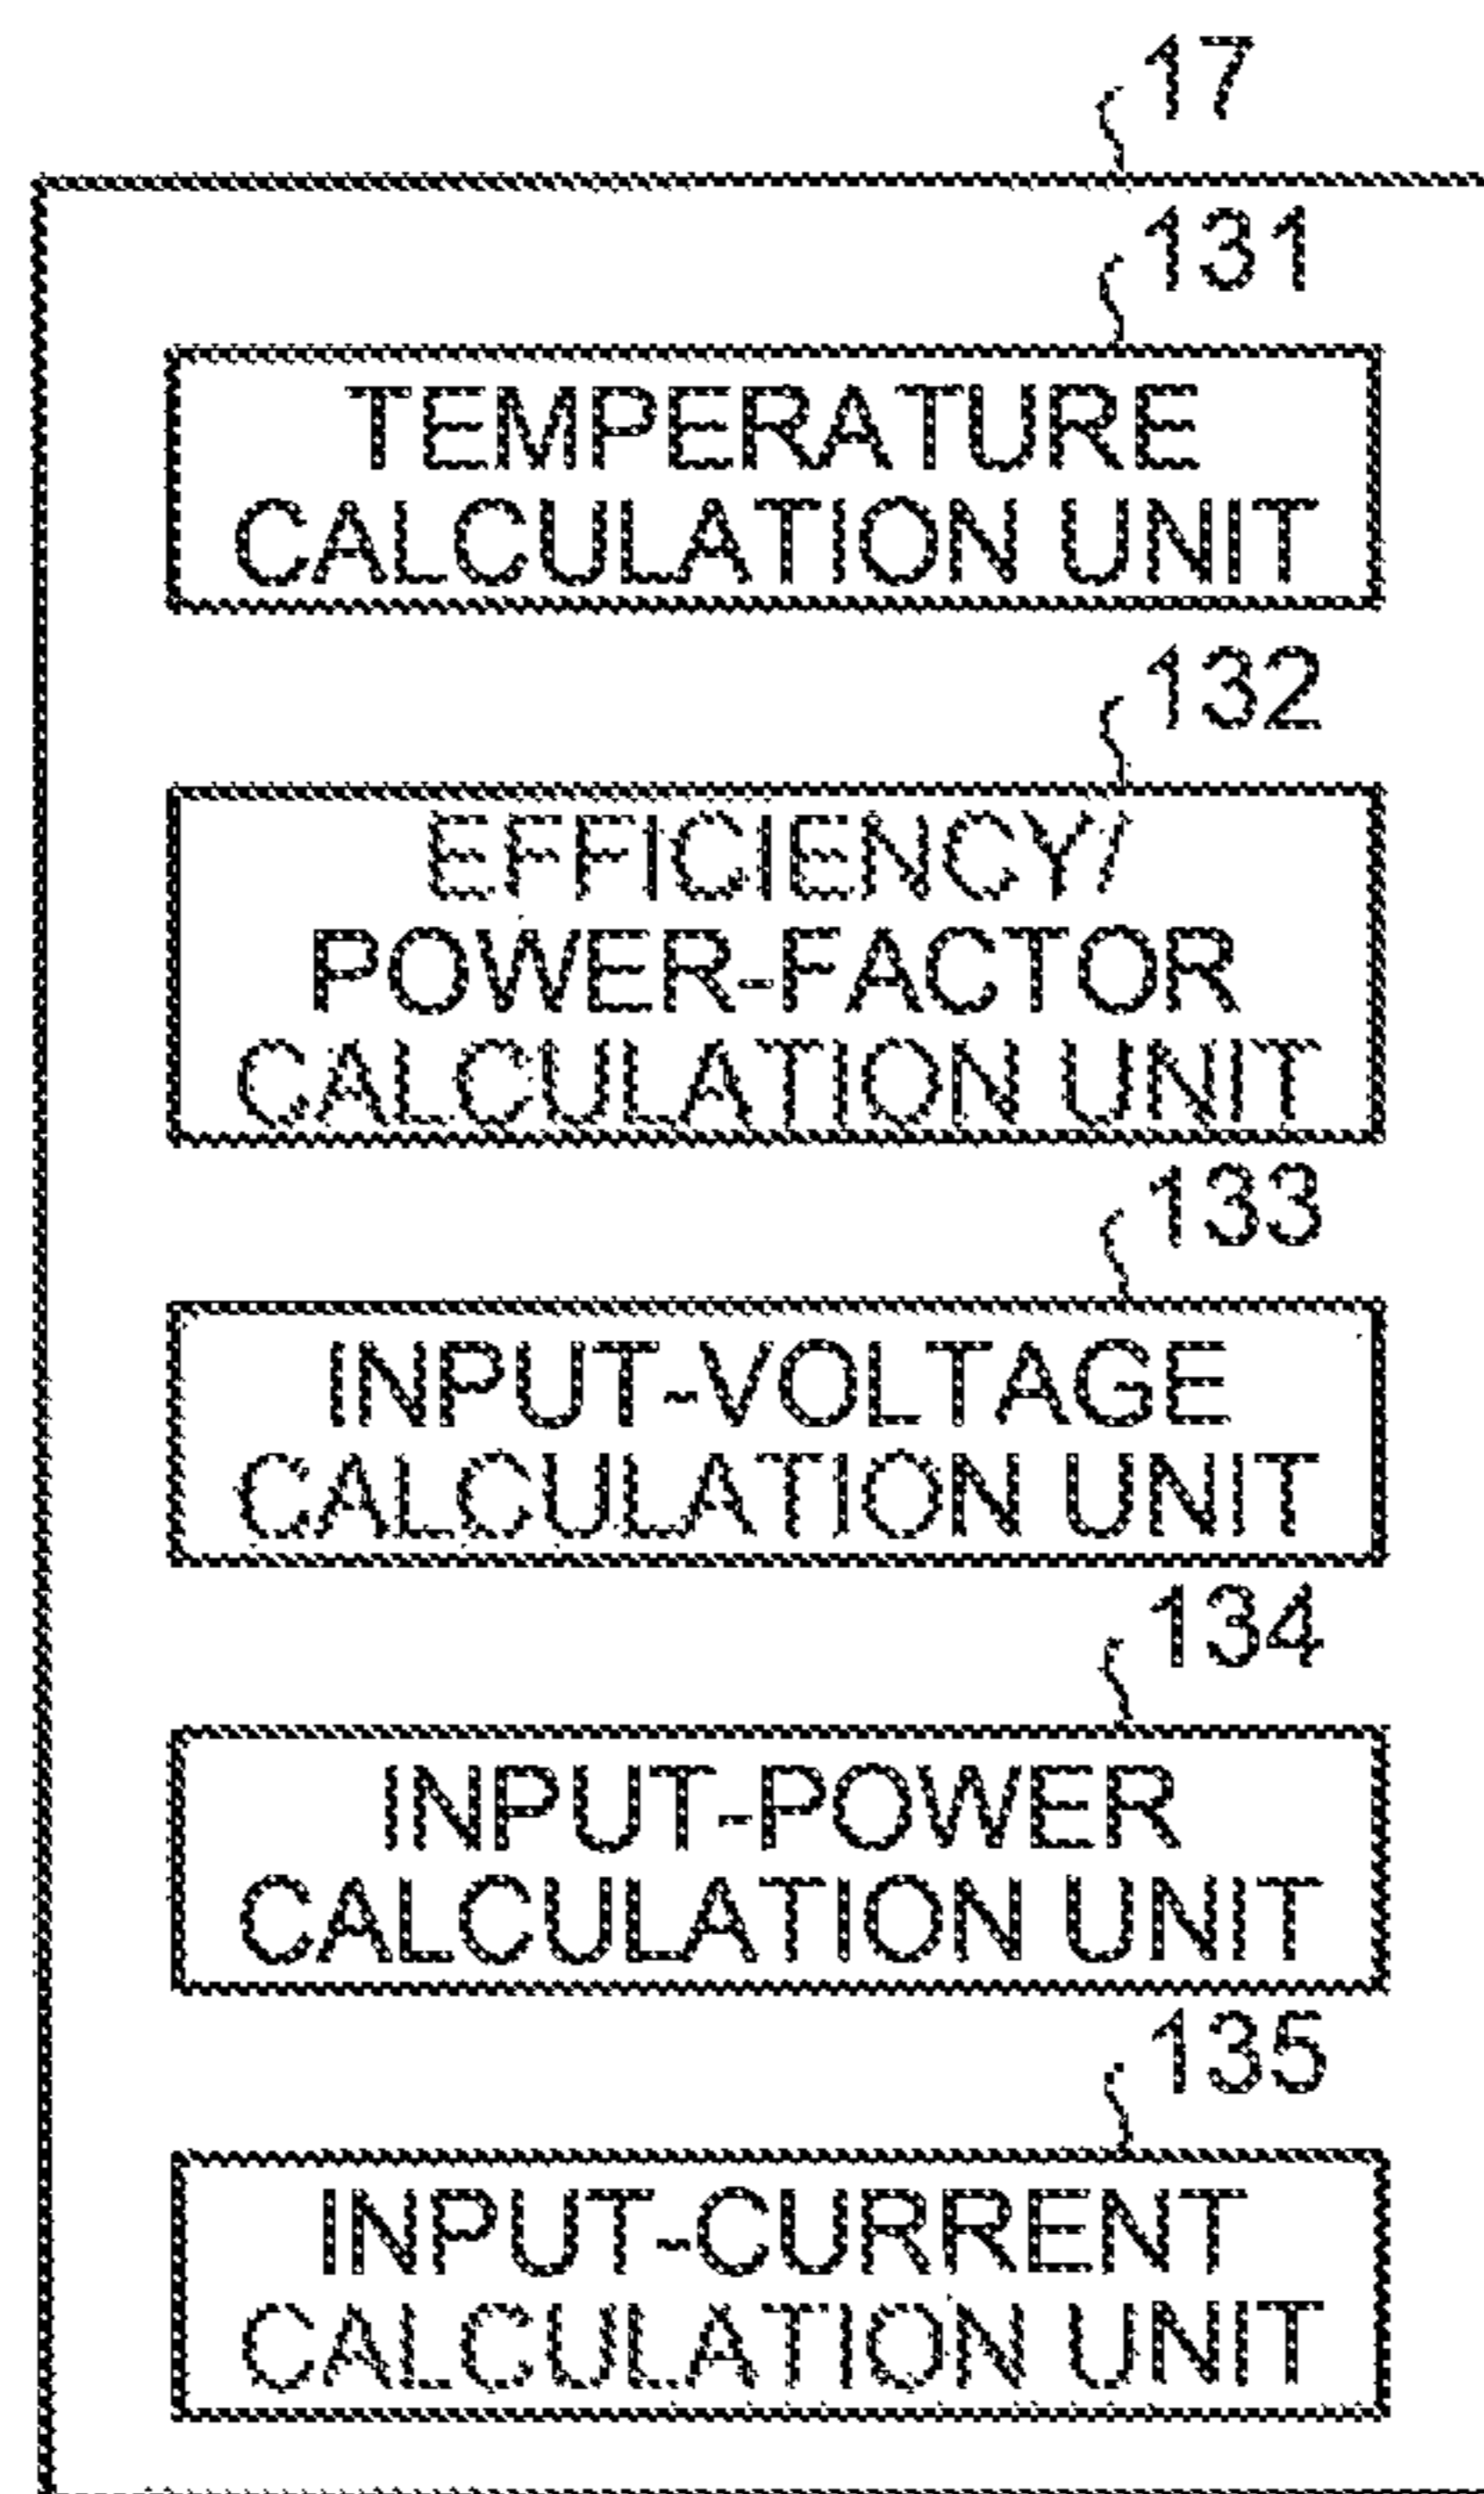 17
131
TEMPERATURE
CALCULATION UNIT
132
EFFICIENCY/
POWER-FACTOR
CALCULATION UNIT
133
INPUT-VOLTAGE
CALCULATION UNIT
134
INPUT-POWER
CALCULATION UNIT
135
INPUT-CURRENT
CALCULATION UNIT